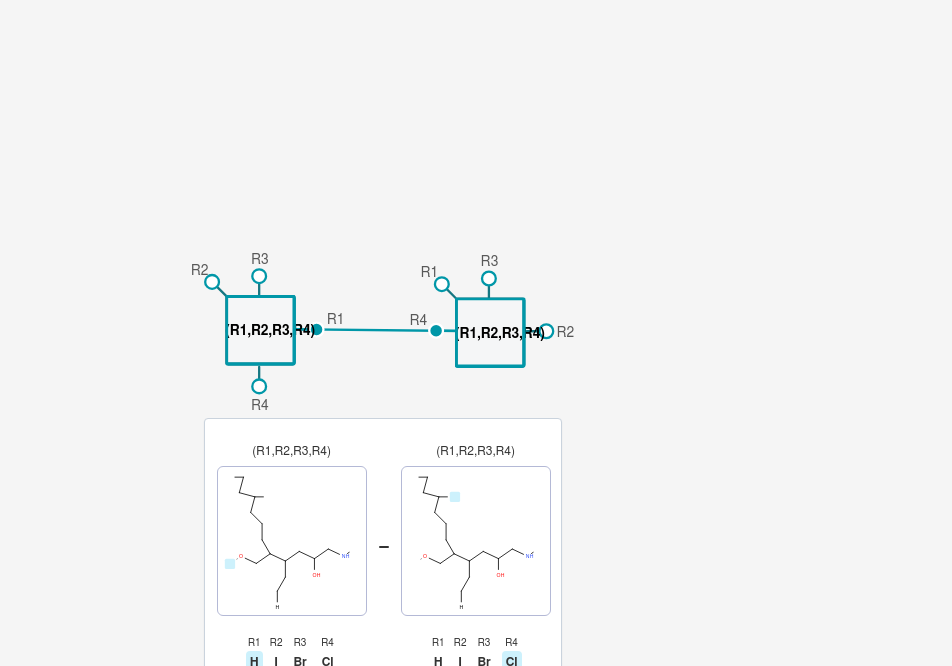 R3 R3
R2 R1
(R1,R2,R3,R4) R1 R4 (R1,R2,R3,R4) R2
R4
(R1,R2,R3,R4) (R1,R2,R3,R4)
O NH O NH
OH OH
H H
R1 R2 R3 R4 R1 R2 R3 R4
H I Br Cl H I Br Cl